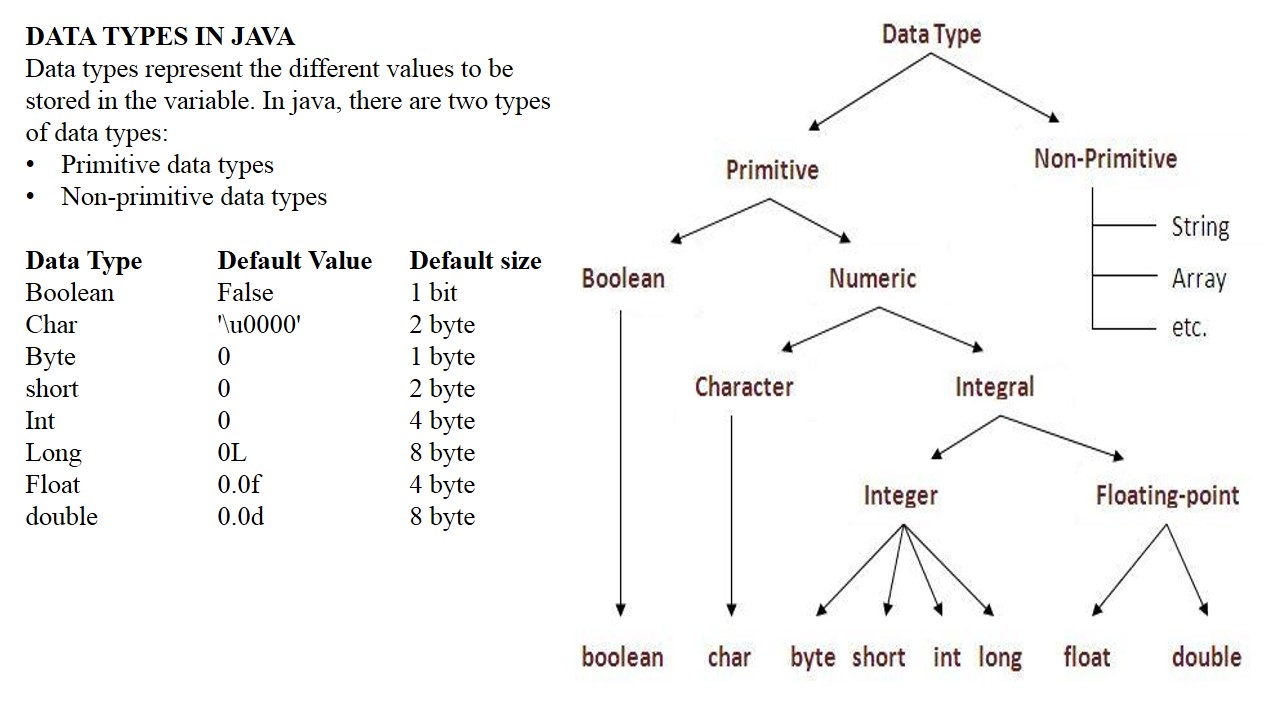 DATA TYPES IN JAVA
Data types represent the different values to be
stored in the variable. In java, there are two types
of data types:
• Primitive data types
• Non-primitive data types
Data Type Default Value Default size
Boolean False 1 bit
Char '\u0000' 2 byte
Byte 0 1 byte
short 0 2 byte
Int 0 4 byte
Long 0L 8 byte
Float 0.0f 4 byte
double 0.0d 8 byte
Data Type
Primitive
Non-Primitive
String
Array
etc.
Boolean
Numeric
Character
Integral
Integer
Floating-point
boolean char byte short int long float double